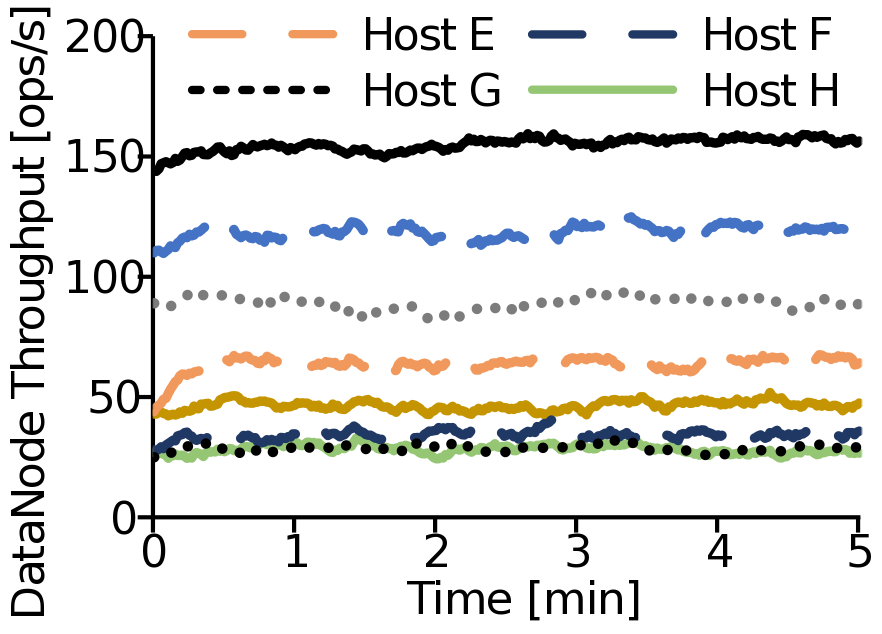 DataNode Throughput [ops/s]
Host E
Host F
Host G
Host H
200
150
100
50
0
0 1 2 3 4 5
Time [min]